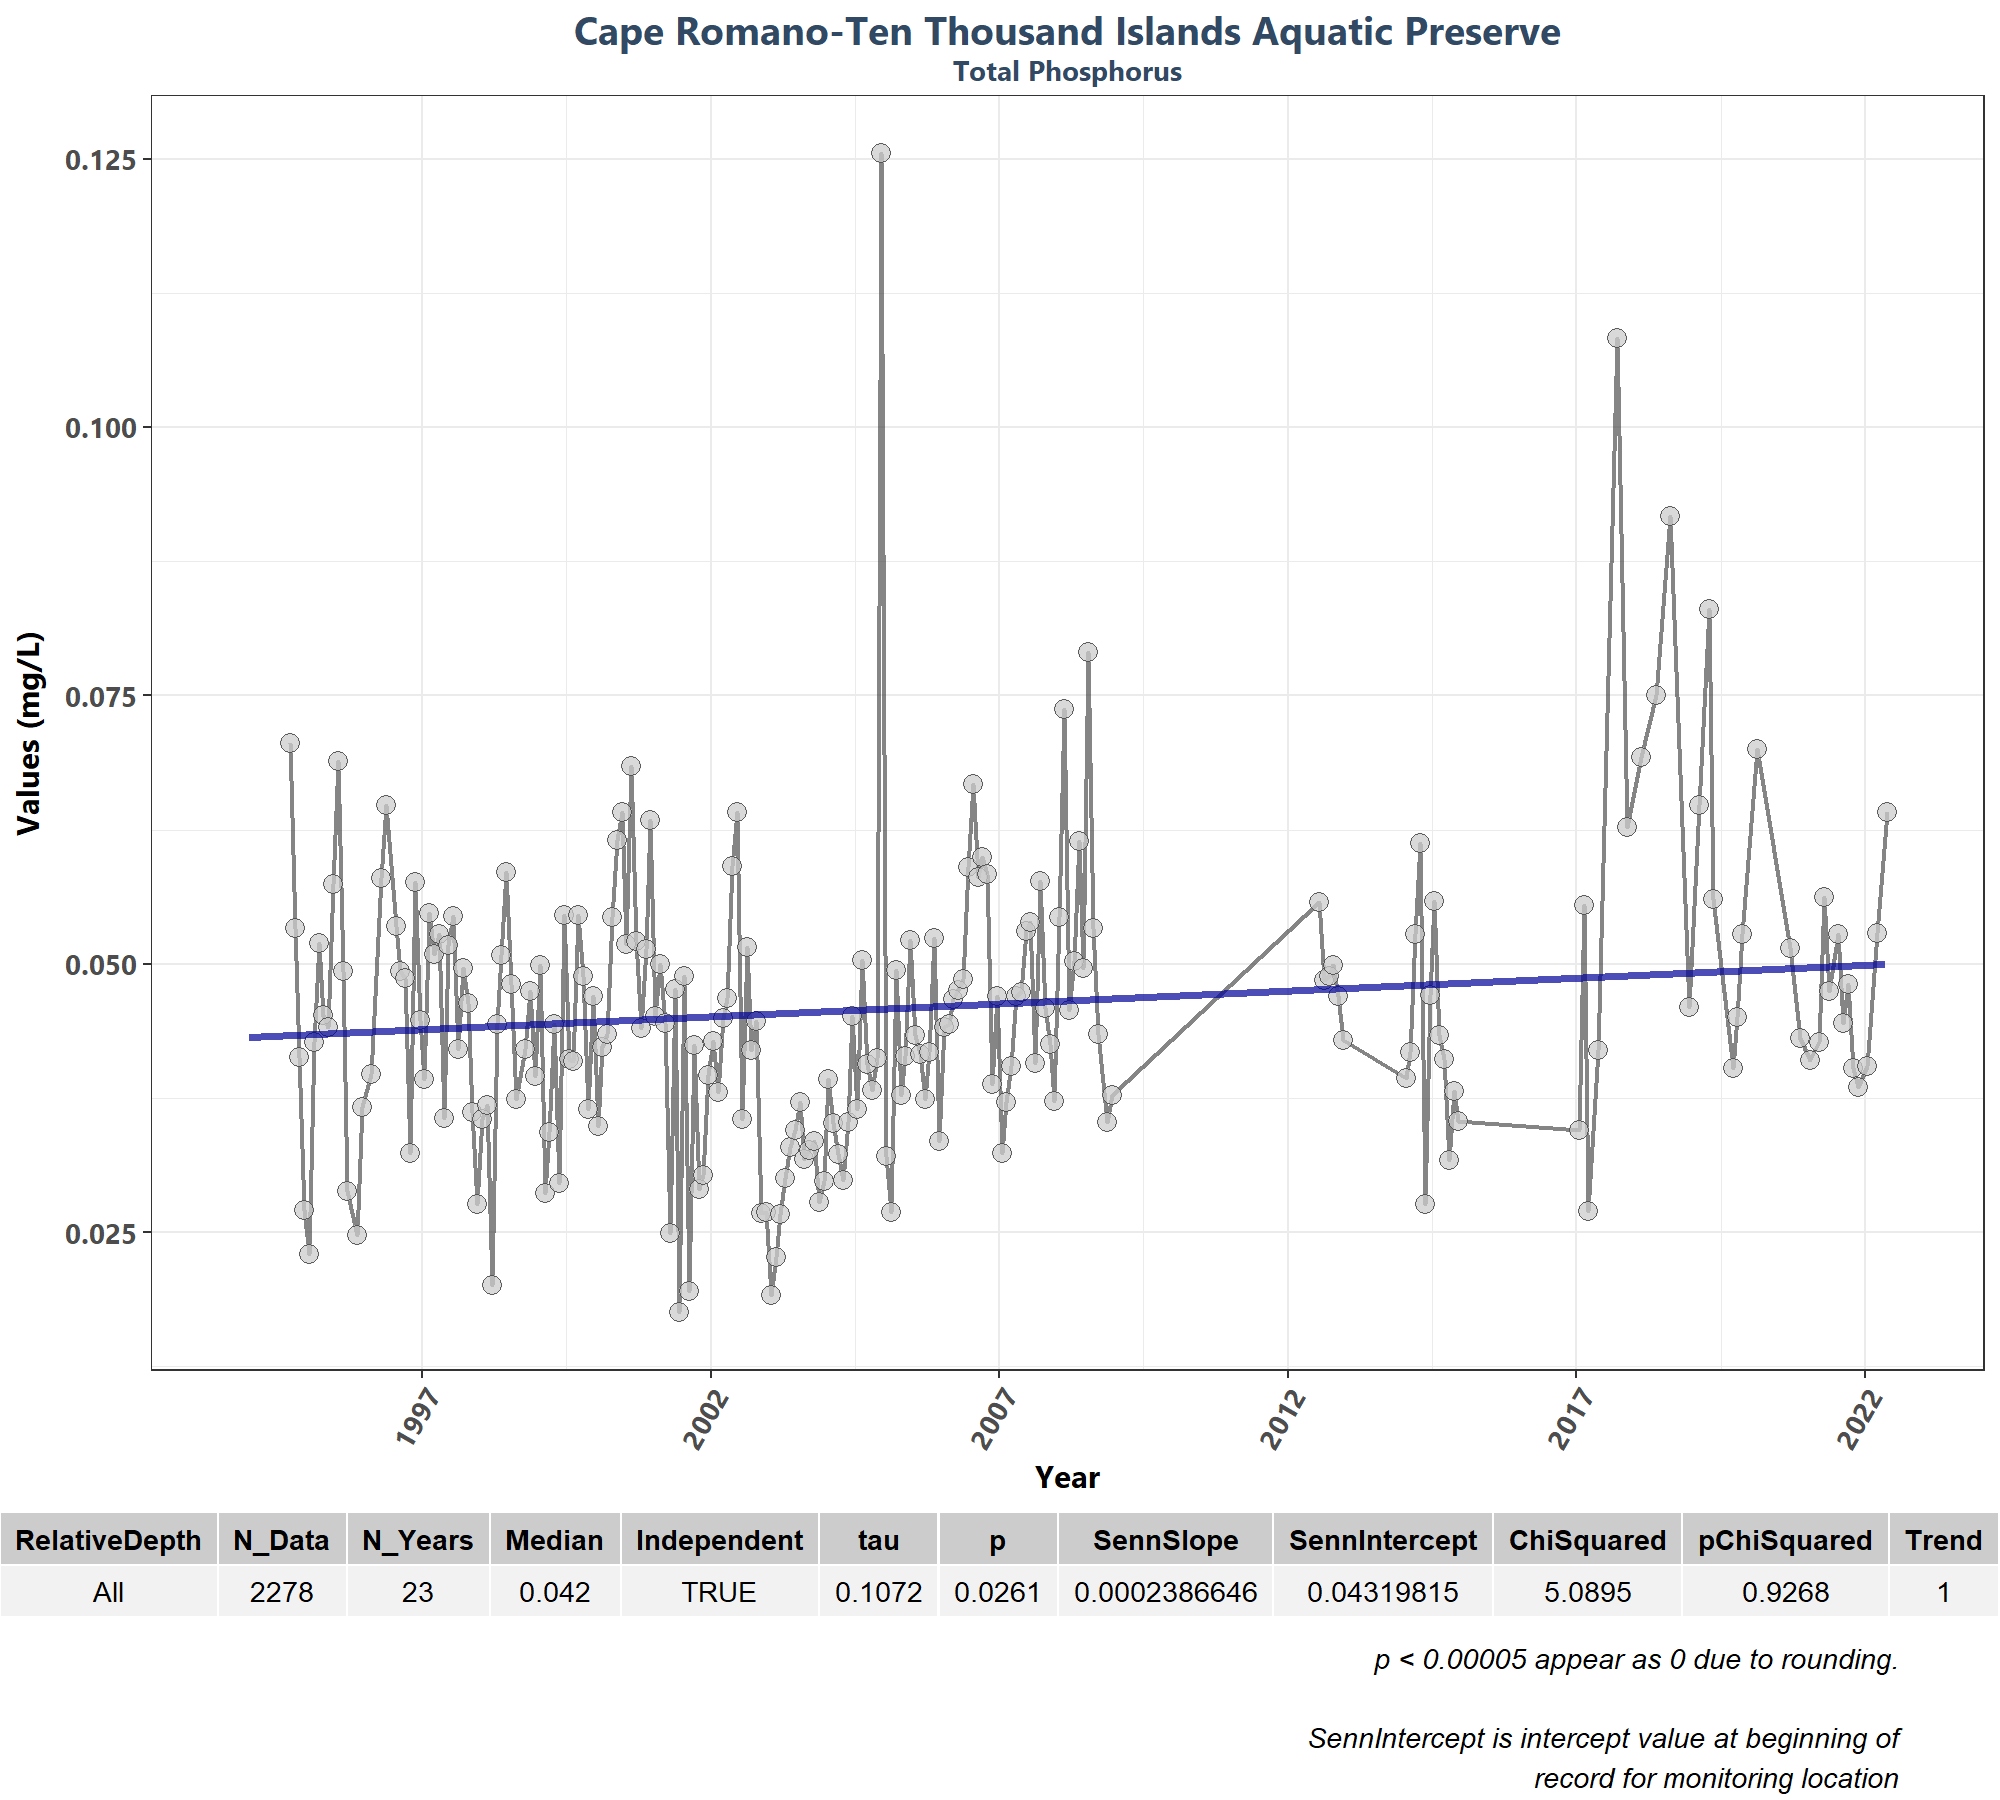 Cape Romano-Ten Thousand Islands Aquatic Preserve
Total Phosphorus
Values (mg/L)
0.125
0.100
0.075
0.050
0.025
1997 2002 2007 2012 2017 2022
Year
RelativeDepth N_Data N_Years Median Independent tau p SennSlope SennIntercept ChiSquared pChiSquared Trend
All 2278 23 0.042 TRUE 0.1072 0.0261 0.0002386646 0.04319815 5.0895 0.9268 1
p < 0.00005 appear as 0 due to rounding.
SennIntercept is intercept value at beginning of
record for monitoring location